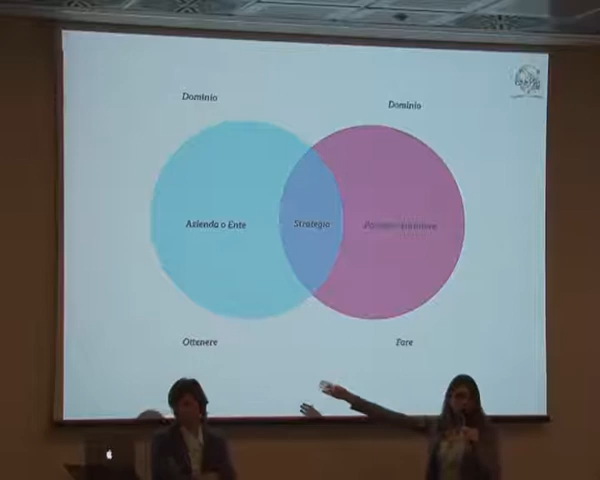 Dominio
Dominio
Azienda o Ente
Strategia
Ottenere
Fare